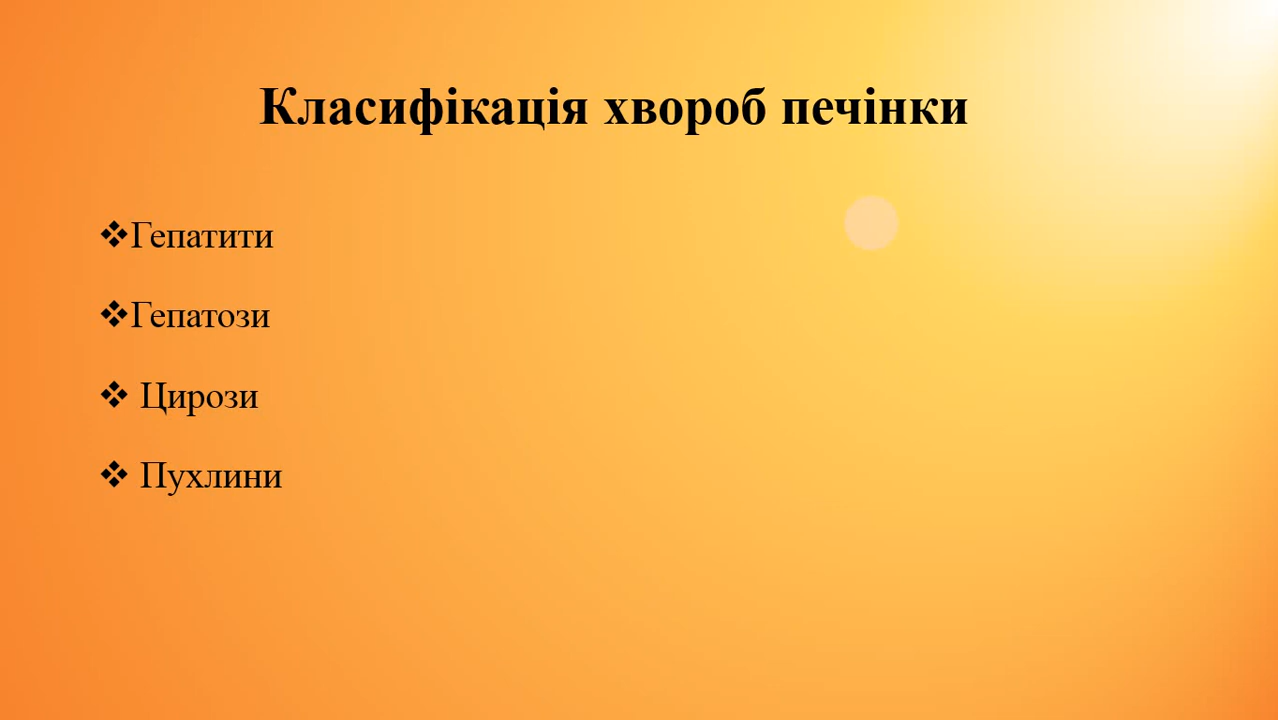 Класифікація хвороб печінки
❖Гепатити
❖Гепатози
❖ Цирози
❖ Пухлини